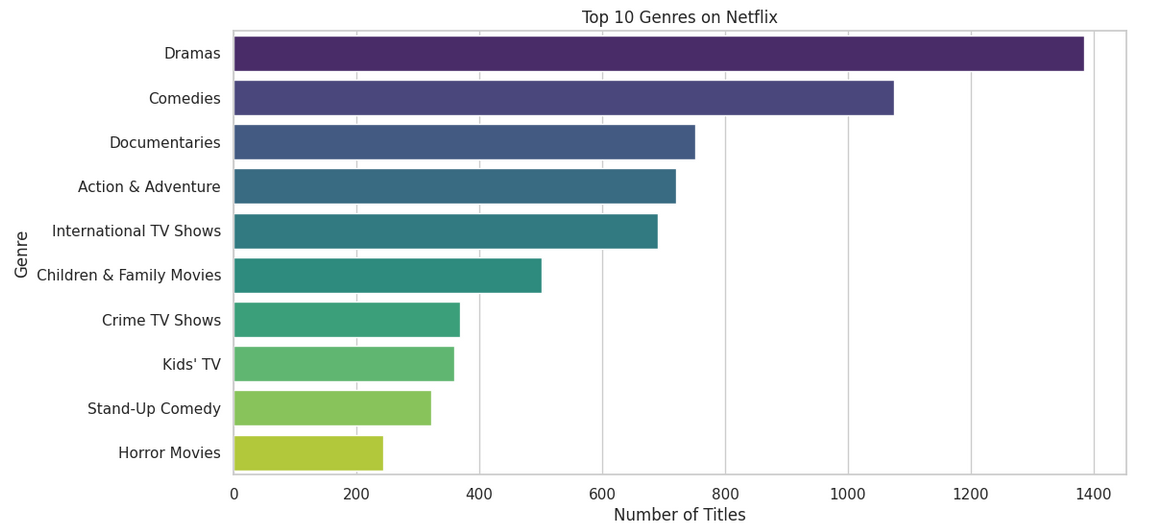 Top 10 Genres on Netflix
Genre
Dramas
Comedies
Documentaries
Action & Adventure
International TV Shows
Children & Family Movies
Crime TV Shows
Kids' TV
Stand-Up Comedy
Horror Movies
0 200 400 600 800 1000 1200 1400
Number of Titles